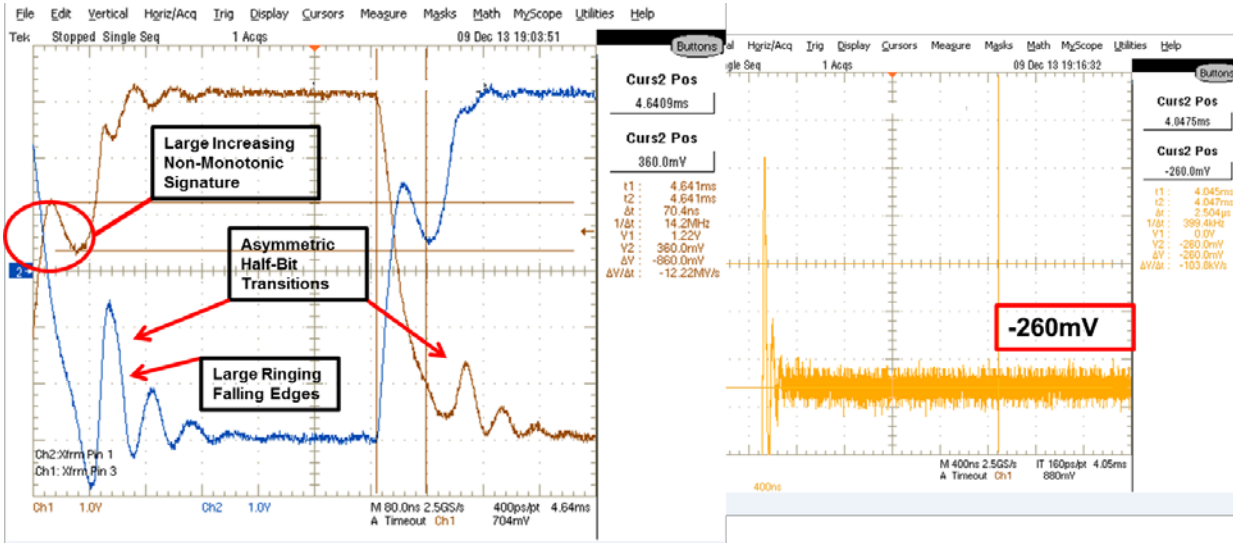 File Edit Vertical Horiz/Acq Trig Display Cursors Measure Masks Math MyScope Utilities Help
Tek Stopped Single Seq 1 Acqs 09 Dec 13 19:03:51
Buttons
Curs2 Pos
4.6409ms
Curs2 Pos
360.0mV
t1: 4.641ms
t2: 4.641ms
Δt: 70.4ns
1/Δt: 14.2MHz
V1: 1.22V
V2: 360.0mV
ΔV: -860.0mV
ΔV/Δt: -12.22MV/s
Large Increasing
Non-Monotonic
Signature
Asymmetric
Half-Bit
Transitions
Large Ringing
Falling Edges
2
Ch2:Xfrm Pin 1
Ch1: Xfrm Pin 3
Ch1 1.0V Ch2 1.0V M 80.0ns 2.5GS/s 400ps/pt 4.64ms
A Timeout Ch1 704mV
al Horiz/Acq Trig Display Cursors Measure Masks Math MyScope Utilities Help
gle Seq 1 Acqs 09 Dec 13 19:16:32
Buttons
Curs2 Pos
4.0475ms
Curs2 Pos
-260.0mV
t1: 4.045ms
t2: 4.047ms
Δt: 2.504µs
1/Δt: 399.4kHz
V1: 0.0V
V2: -260.0mV
ΔV: -260.0mV
ΔV/Δt: -103.8kV/s
-260mV
M 400ns 2.5GS/s IT 160ps/pt 4.05ms
A Timeout Ch1 880mV
400ns